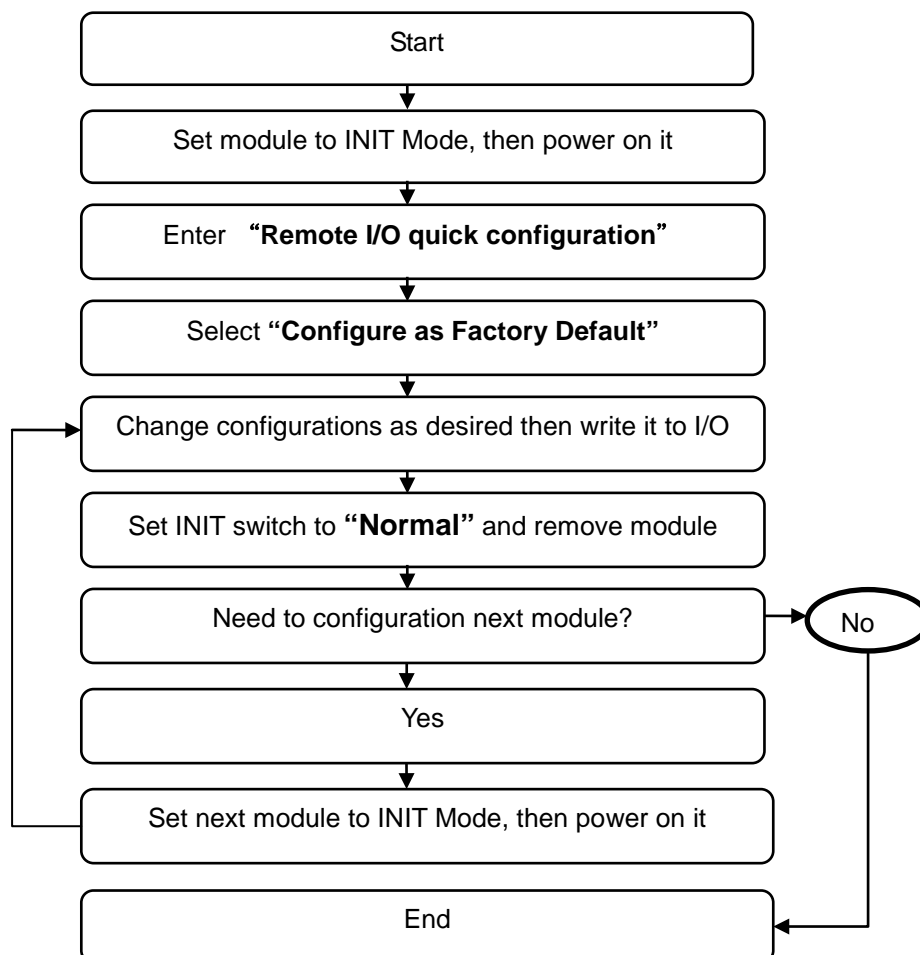 Start
Set module to INIT Mode, then power on it
Enter “Remote I/O quick configuration”
Select “Configure as Factory Default”
Change configurations as desired then write it to I/O
Set INIT switch to “Normal” and remove module
Need to configuration next module?
No
Yes
Set next module to INIT Mode, then power on it
End